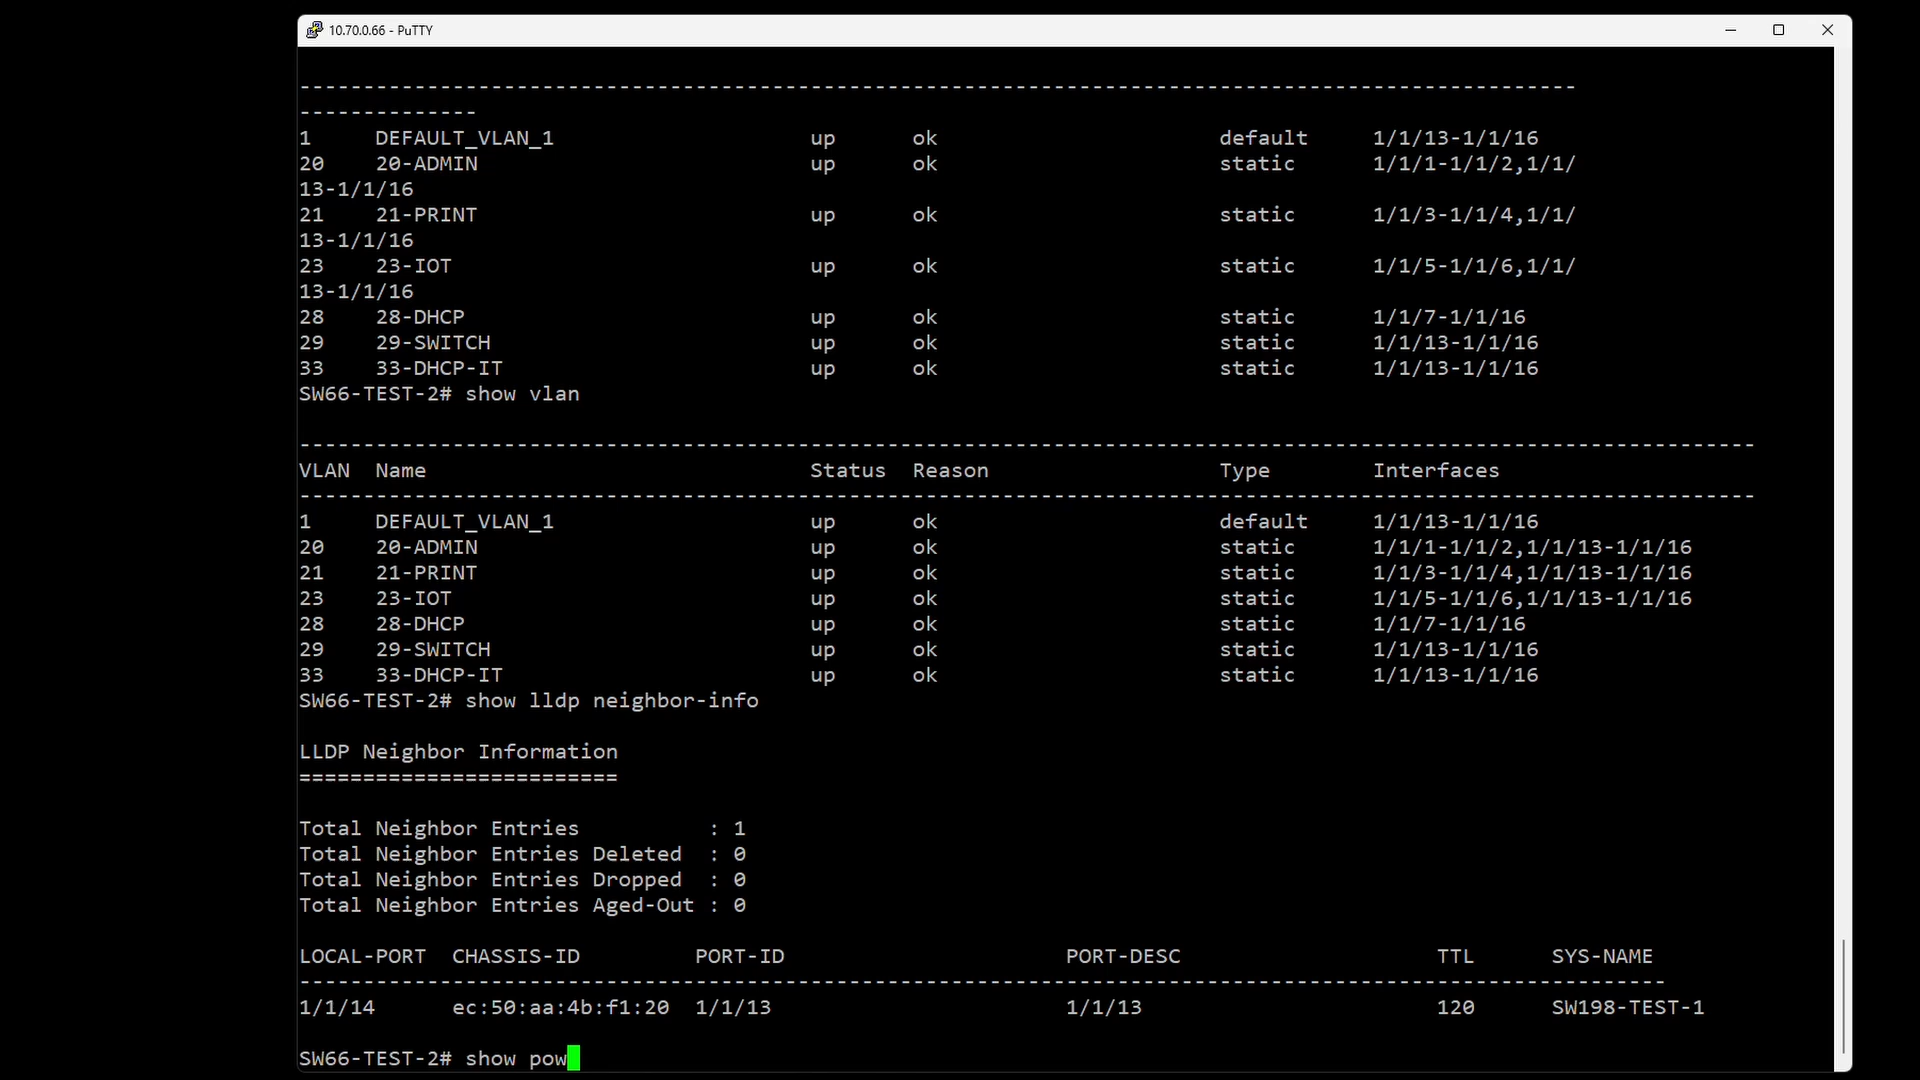 10.70.0.66 - PuTTY
----------------------------------------------------------------------------------------------------
--------------
1     DEFAULT_VLAN_1                    up      ok                      default     1/1/13-1/1/16
20    20-ADMIN                          up      ok                      static      1/1/1-1/1/2,1/1/
13-1/1/16
21    21-PRINT                          up      ok                      static      1/1/3-1/1/4,1/1/
13-1/1/16
23    23-IOT                            up      ok                      static      1/1/5-1/1/6,1/1/
13-1/1/16
28    28-DHCP                           up      ok                      static      1/1/7-1/1/16
29    29-SWITCH                         up      ok                      static      1/1/13-1/1/16
33    33-DHCP-IT                        up      ok                      static      1/1/13-1/1/16
SW66-TEST-2# show vlan
------------------------------------------------------------------------------------------------------------------
VLAN  Name                              Status  Reason                  Type        Interfaces
------------------------------------------------------------------------------------------------------------------
1     DEFAULT_VLAN_1                    up      ok                      default     1/1/13-1/1/16
20    20-ADMIN                          up      ok                      static      1/1/1-1/1/2,1/1/13-1/1/16
21    21-PRINT                          up      ok                      static      1/1/3-1/1/4,1/1/13-1/1/16
23    23-IOT                            up      ok                      static      1/1/5-1/1/6,1/1/13-1/1/16
28    28-DHCP                           up      ok                      static      1/1/7-1/1/16
29    29-SWITCH                         up      ok                      static      1/1/13-1/1/16
33    33-DHCP-IT                        up      ok                      static      1/1/13-1/1/16
SW66-TEST-2# show lldp neighbor-info
LLDP Neighbor Information
=========================
Total Neighbor Entries          : 1
Total Neighbor Entries Deleted  : 0
Total Neighbor Entries Dropped  : 0
Total Neighbor Entries Aged-Out : 0
LOCAL-PORT  CHASSIS-ID         PORT-ID                      PORT-DESC                    TTL      SYS-NAME
-----------------------------------------------------------------------------------------------------------
1/1/14      ec:50:aa:4b:f1:20  1/1/13                       1/1/13                       120      SW198-TEST-1
SW66-TEST-2# show pow